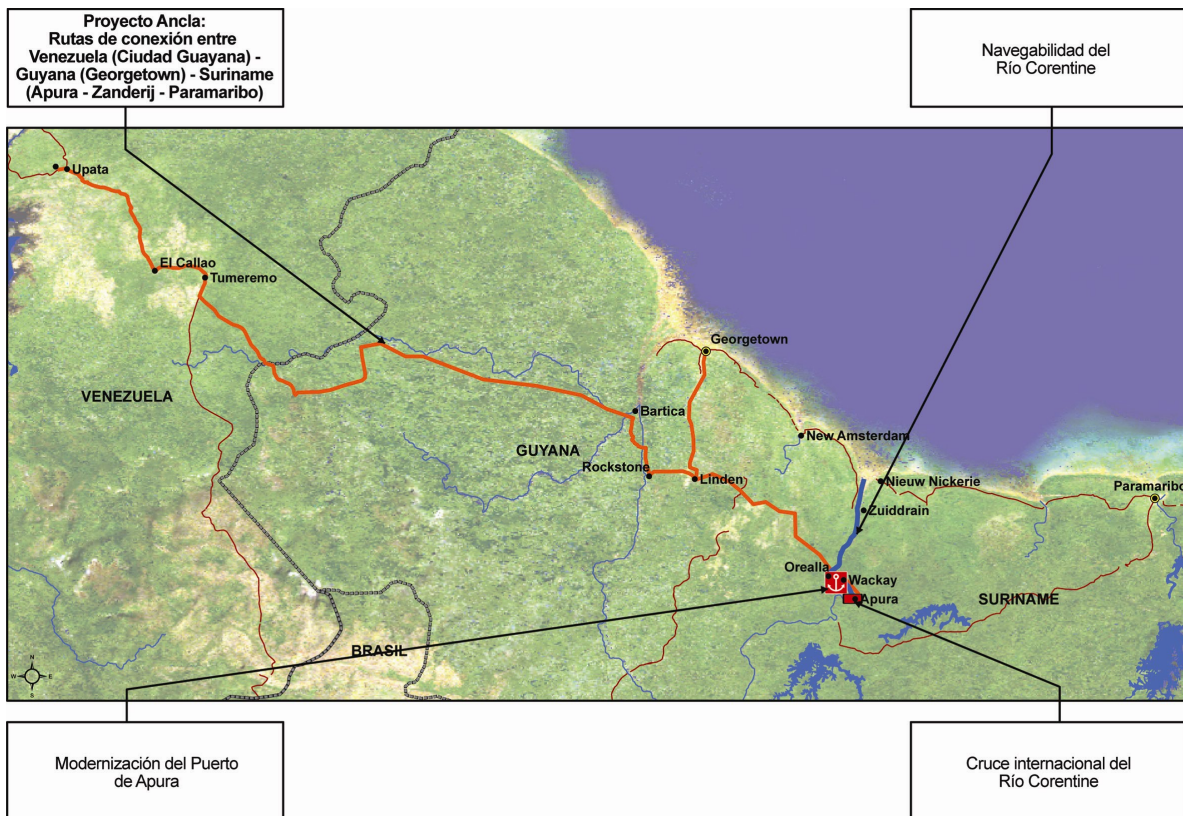 Proyecto Ancla:
Rutas de conexión entre
Venezuela (Ciudad Guayana) -
Guyana (Georgetown) - Suriname
(Apura - Zanderij - Paramaribo)
Navegabilidad del
Río Corentine
Upata
El Callao
Tumeremo
Georgetown
VENEZUELA
Bartica
New Amsterdam
GUYANA
Rockstone
Linden
Nieuw Nickerie
Paramaribo
Zuiddrain
Orealla
Wackay
Apura
SURINAME
BRASIL
N
W E
S
Modernización del Puerto
de Apura
Cruce internacional del
Río Corentine